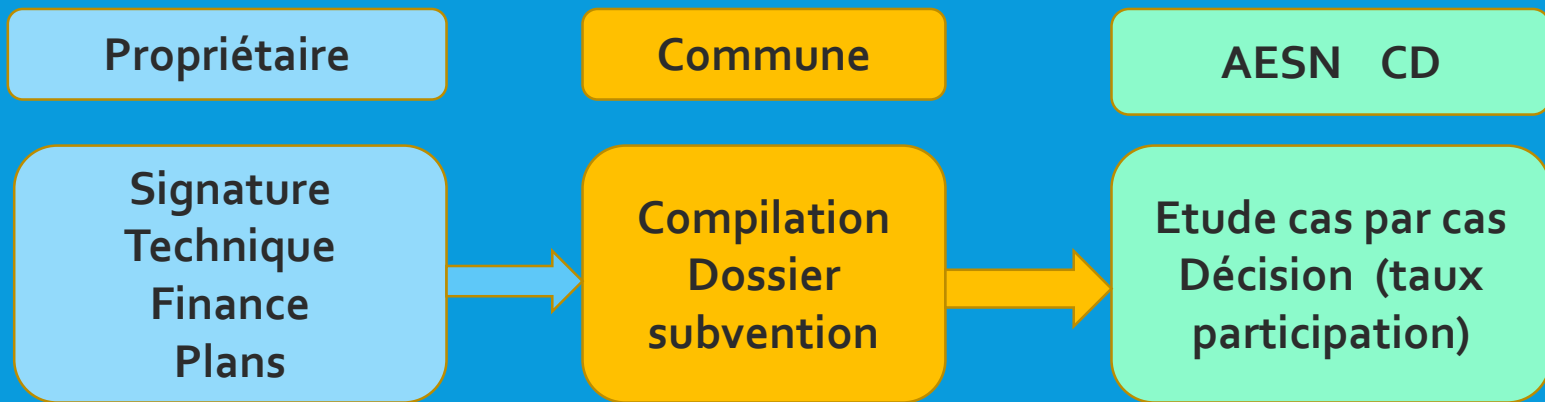 Propriétaire
Commune
AESN CD
Signature
Technique
Finance
Plans
Compilation
Dossier
subvention
Etude cas par cas
Décision (taux
participation)